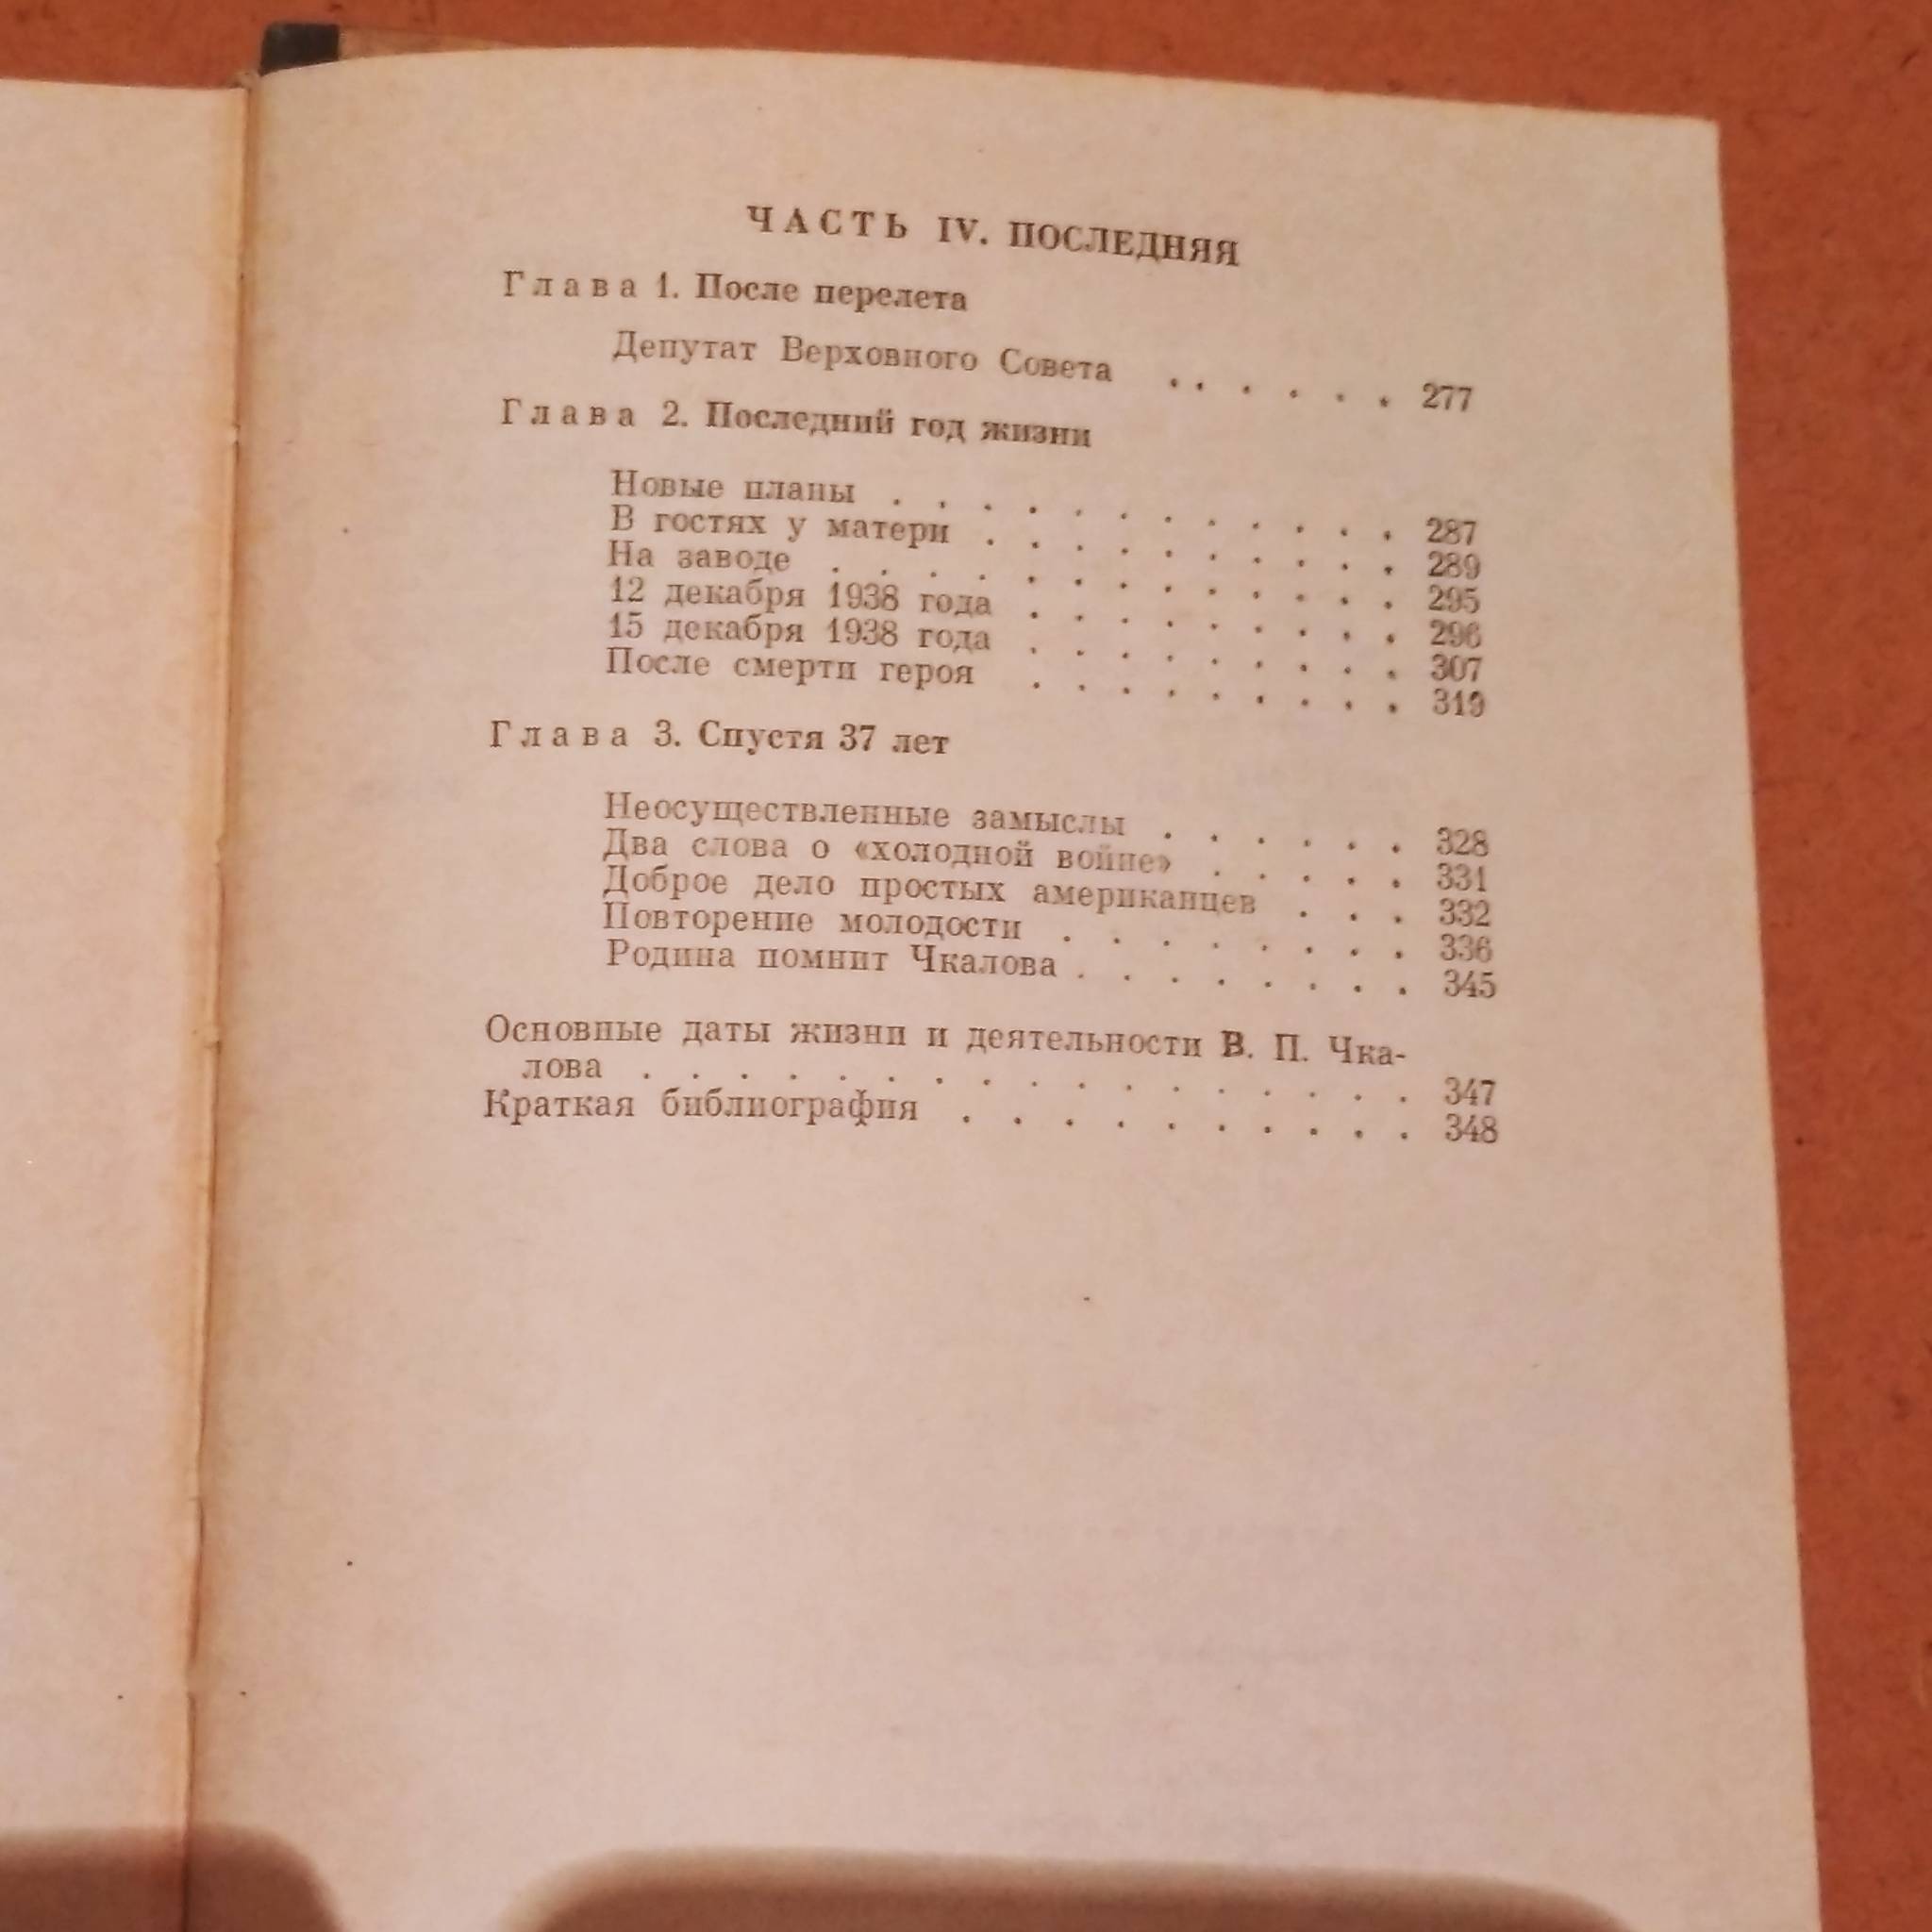 ЧАСТЬ IV. ПОСЛЕДНЯЯ
Глава 1. После перелета
Депутат Верховного Совета . . . . . . 277
Глава 2. Последний год жизни
Новые планы . . . . . . . . . . . . 287
В гостях у матери . . . . . . . . . . 289
На заводе . . . . . . . . . . . . . 295
12 декабря 1938 года . . . . . . . . . 296
15 декабря 1938 года . . . . . . . . . 307
После смерти героя . . . . . . . . . 319
Глава 3. Спустя 37 лет
Неосуществленные замыслы . . . . . . 328
Два слова о «холодной войне» . . . . . 331
Доброе дело простых американцев . . . 332
Повторение молодости . . . . . . . . 336
Родина помнит Чкалова . . . . . . . . 345
Основные даты жизни и деятельности В. П. Чка-
лова . . . . . . . . . . . . . . . . . 347
Краткая библиография . . . . . . . . . . 348